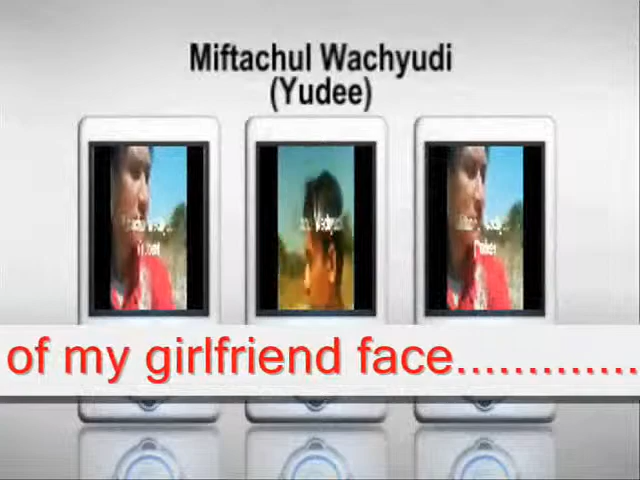 Miftachul Wachyudi
(Yudee)
of my girlfriend face.............